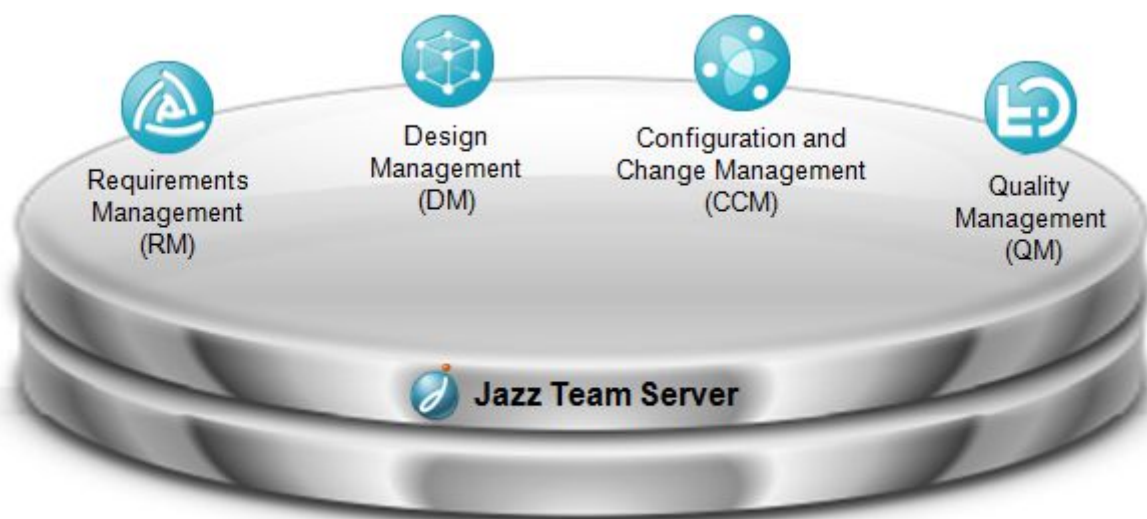 Requirements
Management
(RM)
Design
Management
(DM)
Configuration and
Change Management
(CCM)
Quality
Management
(QM)
Jazz Team Server